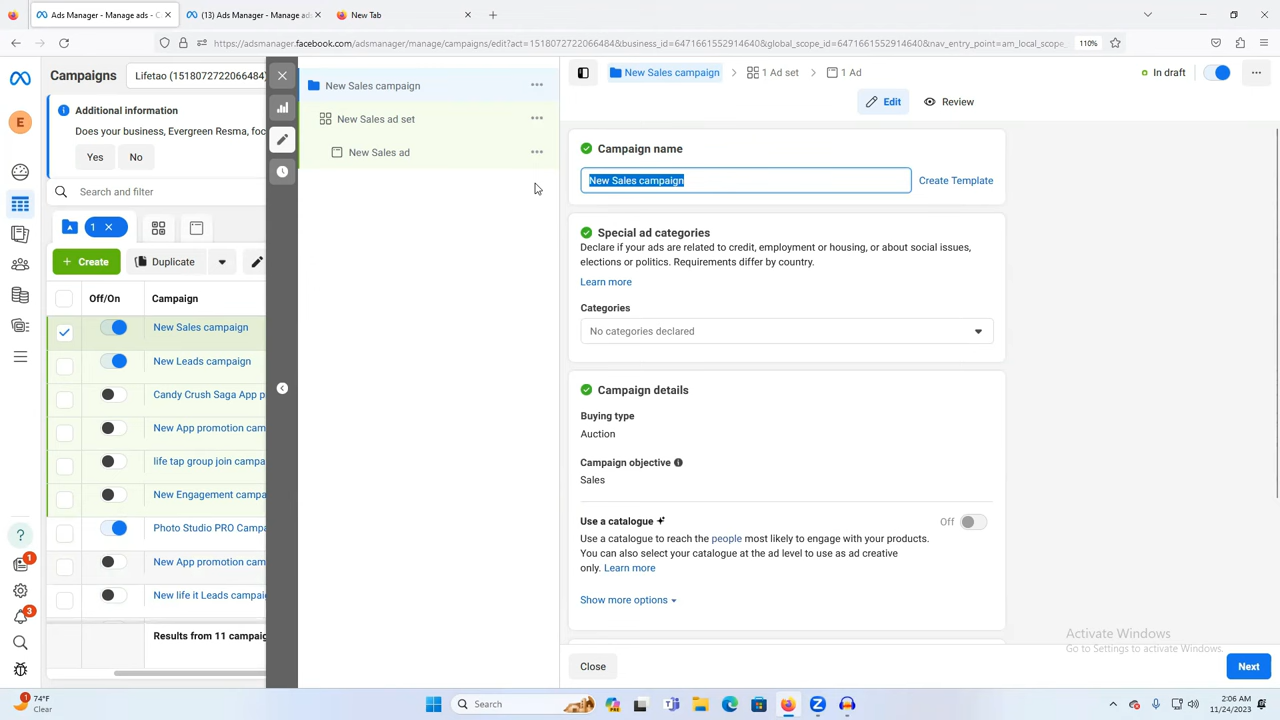 Ads Manager - Manage ads - C
(13) Ads Manager - Manage ads
New Tab
https://adsmanager.facebook.com/adsmanager/manage/campaigns/edit?act=1518072722066484&business_id=6471661552914640&global_scope_id=6471661552914640&nav_entry_point=am_local_scope_
110%
Campaigns
Lifetao (1518072722066484)
Additional information
Does your business, Evergreen Resma, foc
Yes
No
Search and filter
1
Create
Duplicate
Off/On
Campaign
New Sales campaign
New Leads campaign
Candy Crush Saga App p
New App promotion cam
life tap group join campa
New Engagement campa
Photo Studio PRO Campa
New App promotion cam
New life it Leads campai
Results from 11 campaig
E
?
1
3
New Sales campaign
New Sales ad set
New Sales ad
New Sales campaign
1 Ad set
1 Ad
In draft
Edit
Review
Campaign name
New Sales campaign
Create Template
Special ad categories
Declare if your ads are related to credit, employment or housing, or about social issues,
elections or politics. Requirements differ by country.
Learn more
Categories
No categories declared
Campaign details
Buying type
Auction
Campaign objective
Sales
Use a catalogue
Off
Use a catalogue to reach the people most likely to engage with your products.
You can also select your catalogue at the ad level to use as ad creative
only. Learn more
Show more options
Activate Windows
Go to Settings to activate Windows.
Close
Next
1
74°F
Clear
Search
2:06 AM
11/24/2023